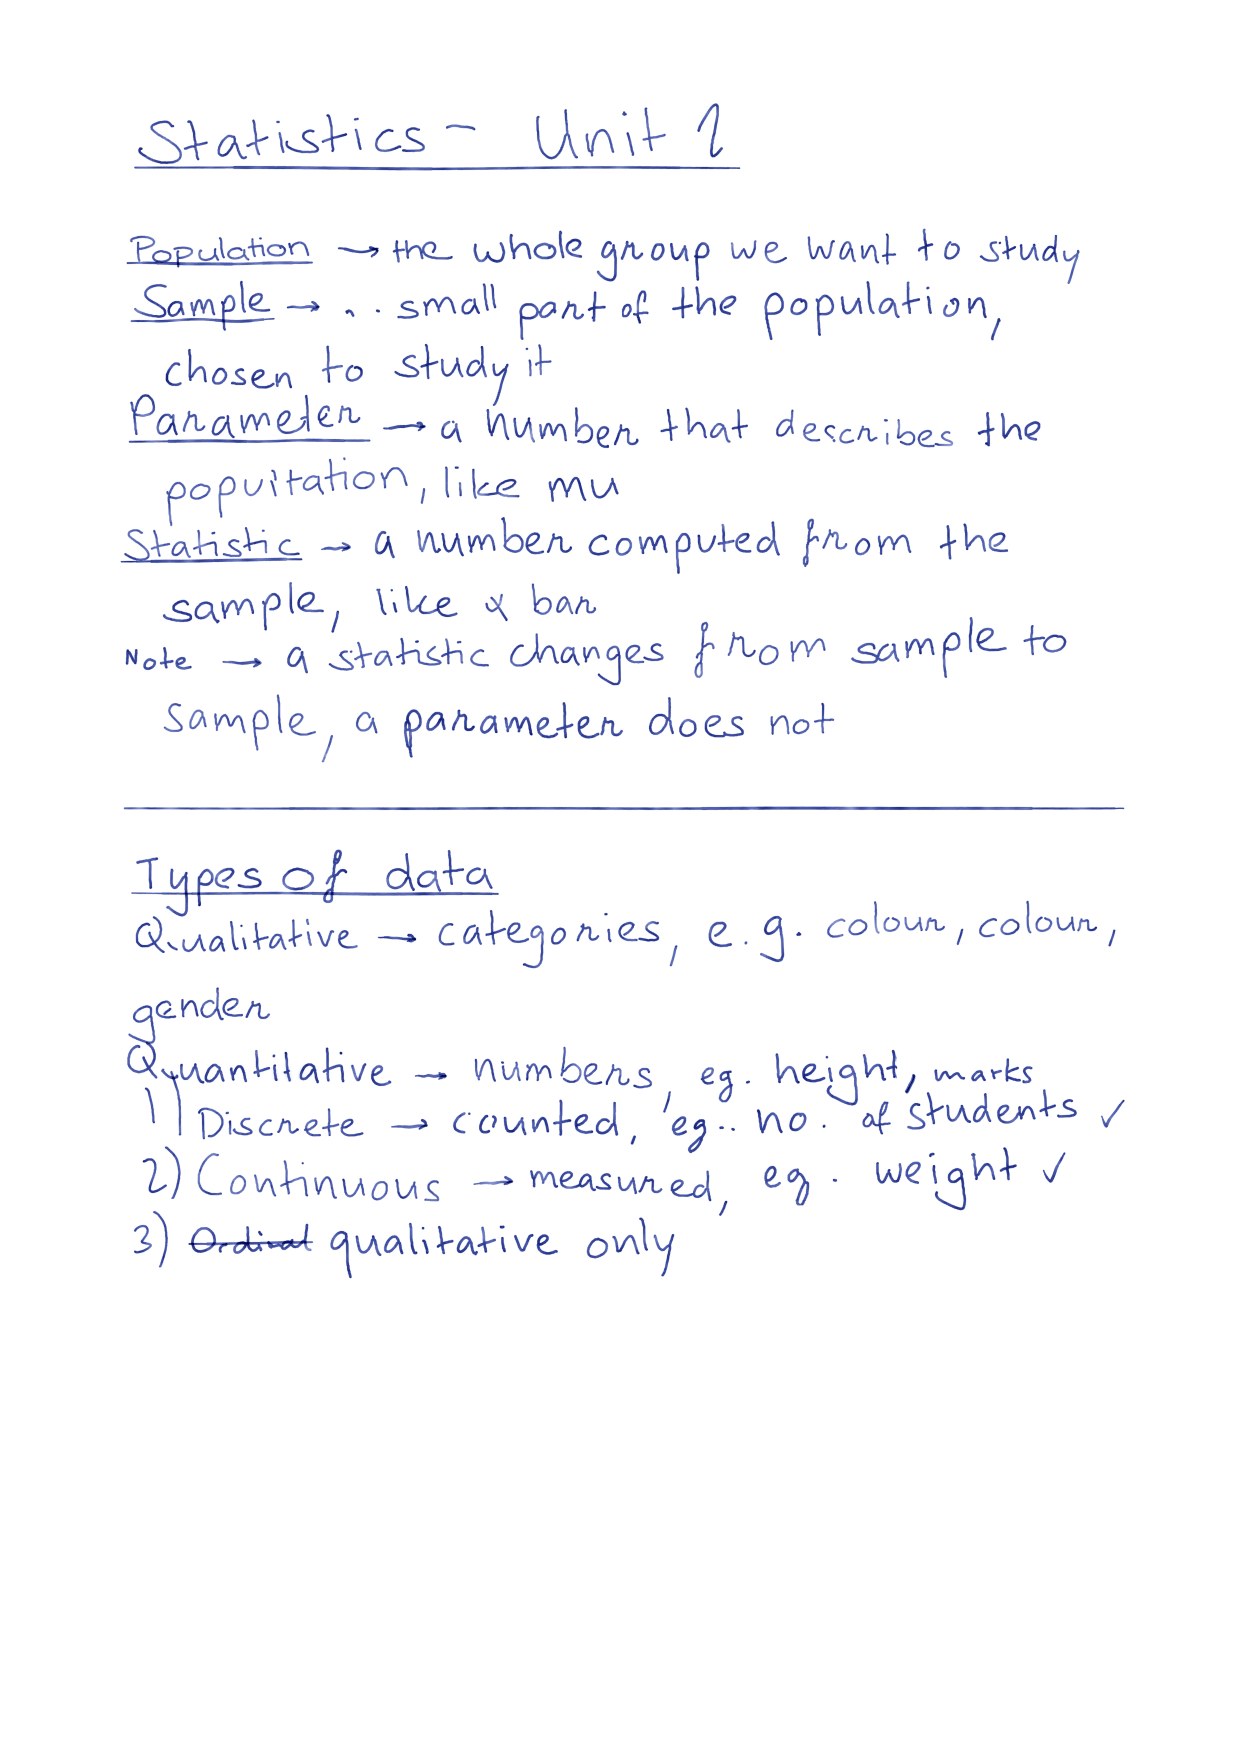 Statistics - Unit 1
Population → the whole group we want to study
Sample → .. small part of the population,
chosen to study it
Parameter → a number that describes the
popultation, like mu
Statistic → a number computed from the
sample, like x bar
Note → a statistic changes from sample to
sample, a parameter does not
Types of data
Qualitative → categories, e.g. colour, colour,
gender
Quantitative → numbers, eg. height, marks
1) Discrete → counted, eg.. no. of students ✓
2) Continuous → measured, eg. weight ✓
3) Ordinal qualitative only